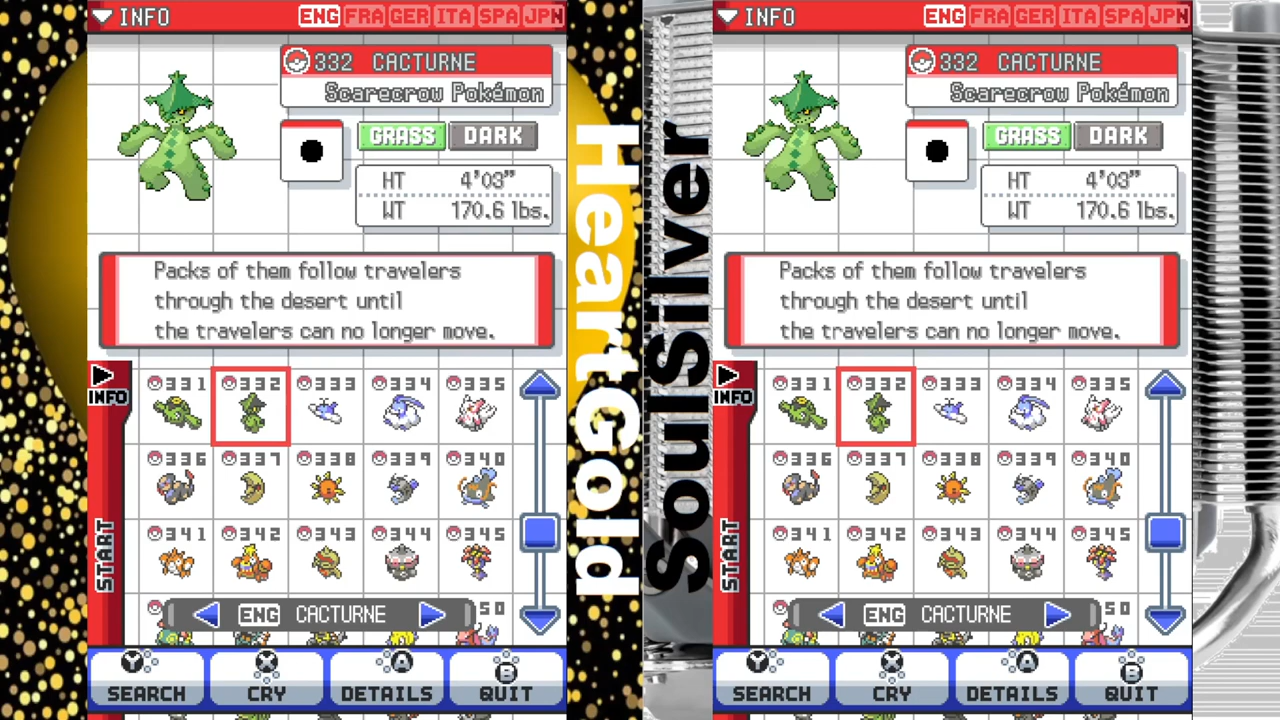 INFO
ENG FRA GER ITA SPA JPN
332 CACTURNE
Scarecrow Pokémon
GRASS DARK
HT 4'03"
WT 170.6 lbs.
Packs of them follow travelers
through the desert until
the travelers can no longer move.
INFO
331 332 333 334 335
336 337 338 339 340
341 342 343 344 345
START
50
ENG CACTURNE
Y X A B
SEARCH CRY DETAILS QUIT
HeartGold
SoulSilver
INFO
ENG FRA GER ITA SPA JPN
332 CACTURNE
Scarecrow Pokémon
GRASS DARK
HT 4'03"
WT 170.6 lbs.
Packs of them follow travelers
through the desert until
the travelers can no longer move.
INFO
331 332 333 334 335
336 337 338 339 340
341 342 343 344 345
START
50
ENG CACTURNE
Y X A B
SEARCH CRY DETAILS QUIT